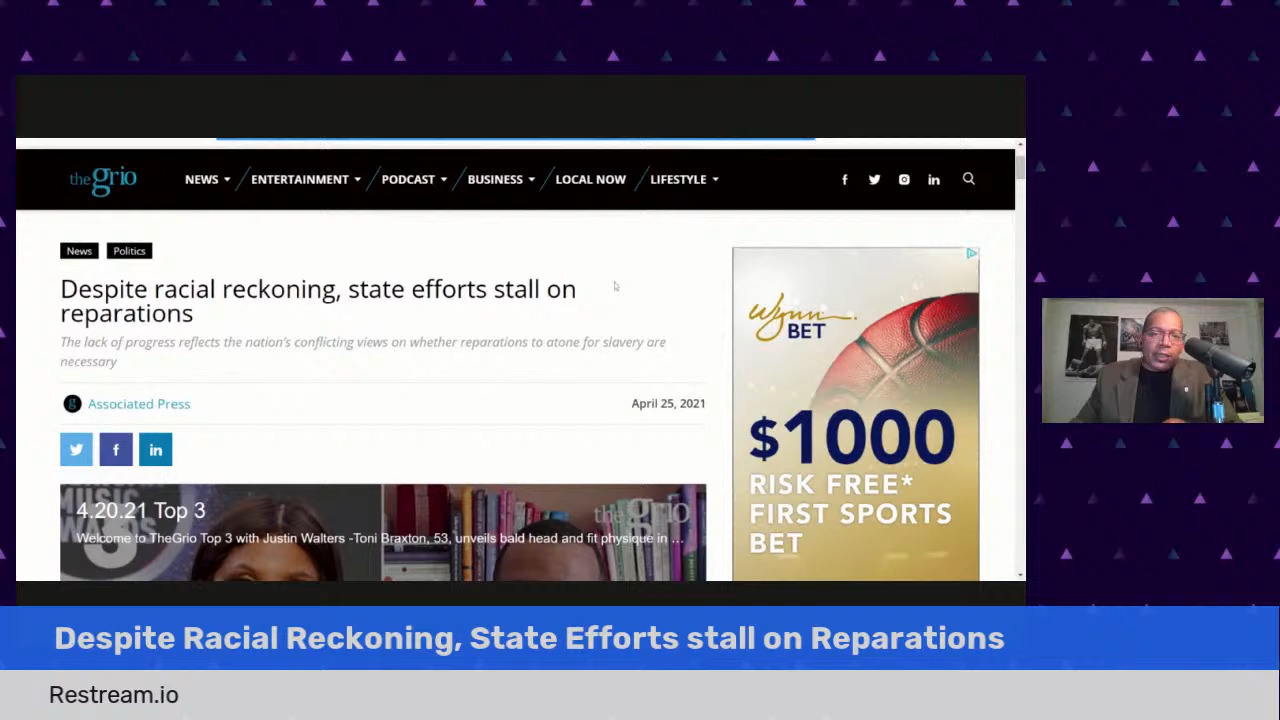 the grio
NEWS
ENTERTAINMENT
PODCAST
BUSINESS
LOCAL NOW
LIFESTYLE
News
Politics
Despite racial reckoning, state efforts stall on
reparations
The lack of progress reflects the nation's conflicting views on whether reparations to atone for slavery are
necessary
Associated Press
April 25, 2021
MUSIC
4.20.21 Top 3
the grio
Welcome to TheGrio Top 3 with Justin Walters -Toni Braxton, 53, unveils bald head and fit physique in ...
Wynn
BET
$1000
RISK FREE*
FIRST SPORTS
BET
Despite Racial Reckoning, State Efforts stall on Reparations
Restream.io